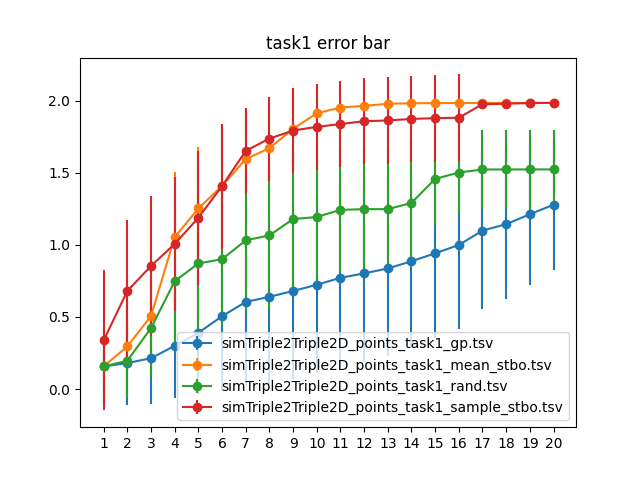 task1 error bar
2.0
1.5
1.0
0.5
0.0
simTriple2Triple2D_points_task1_gp.tsv
simTriple2Triple2D_points_task1_mean_stbo.tsv
simTriple2Triple2D_points_task1_rand.tsv
simTriple2Triple2D_points_task1_sample_stbo.tsv
1 2 3 4 5 6 7 8 9 10 11 12 13 14 15 16 17 18 19 20